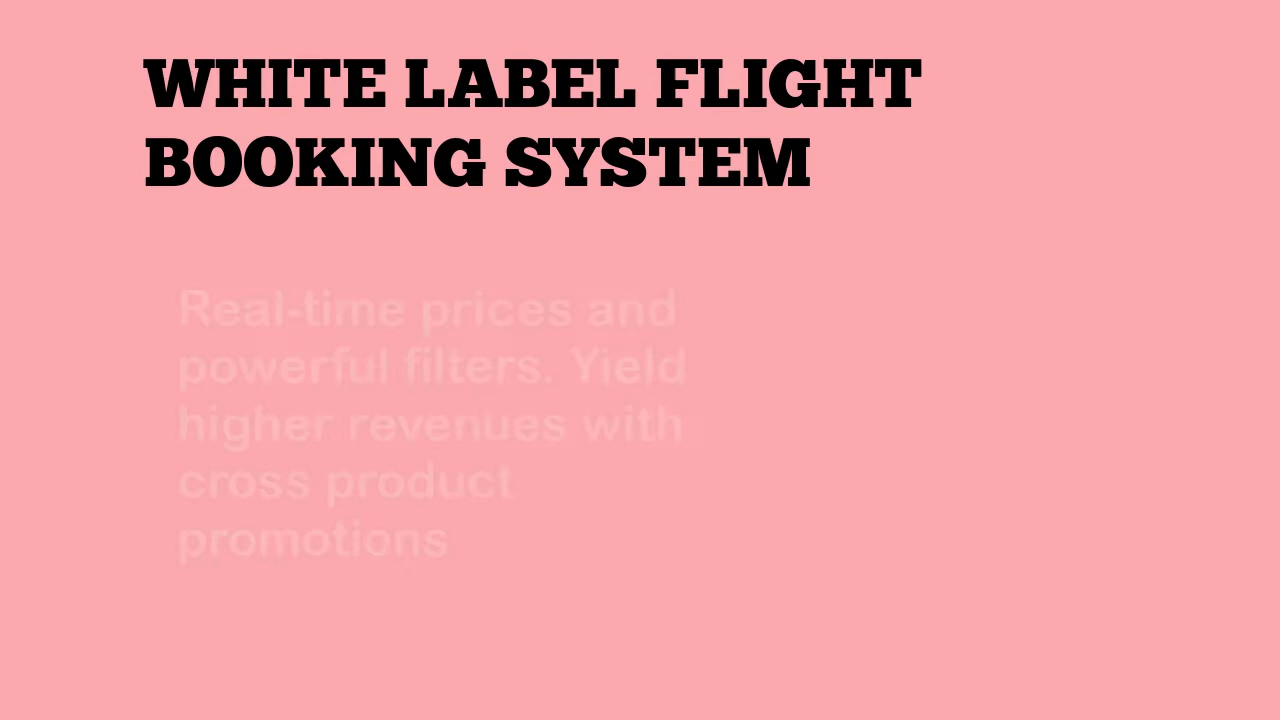 WHITE LABEL FLIGHT
BOOKING SYSTEM
Real-time prices and
powerful filters. Yield
higher revenues with
cross product
promotions